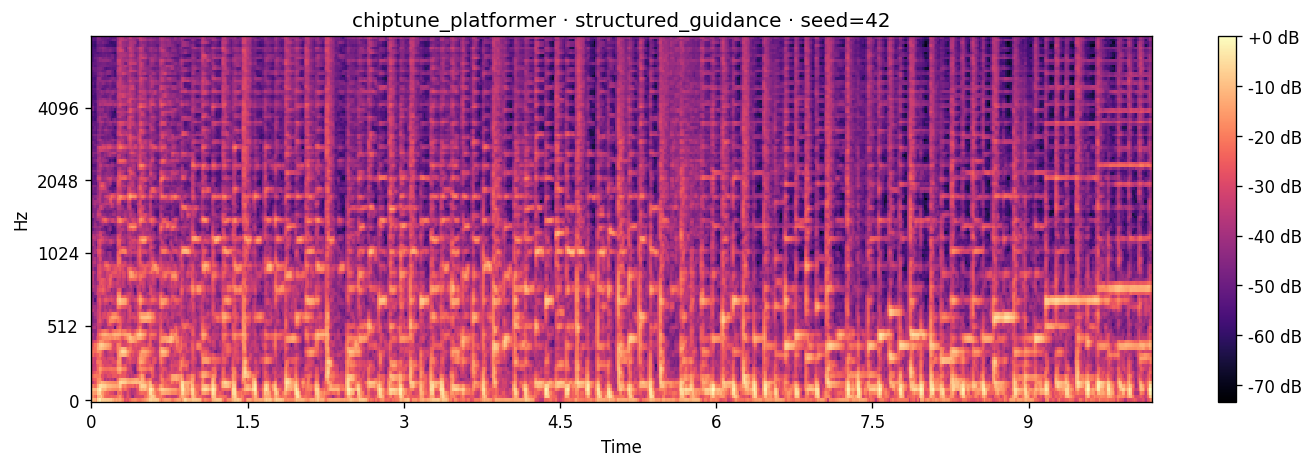 chiptune_platformer · structured_guidance · seed=42
Hz
4096
2048
1024
512
0
0 1.5 3 4.5 6 7.5 9
Time
+0 dB
-10 dB
-20 dB
-30 dB
-40 dB
-50 dB
-60 dB
-70 dB